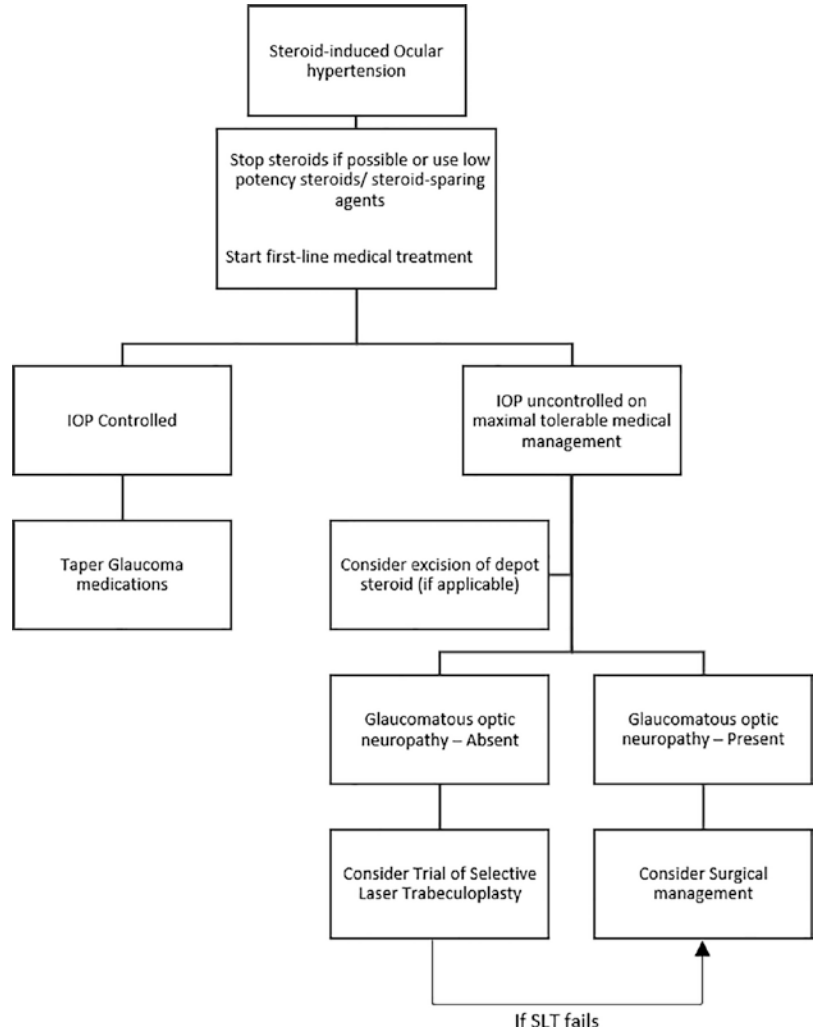 Steroid-induced Ocular
hypertension
Stop steroids if possible or use low
potency steroids/ steroid-sparing
agents
Start first-line medical treatment
IOP Controlled
IOP uncontrolled on
maximal tolerable medical
management
Taper Glaucoma
medications
Consider excision of depot
steroid (if applicable)
Glaucomatous optic
neuropathy – Absent
Glaucomatous optic
neuropathy – Present
Consider Trial of Selective
Laser Trabeculoplasty
Consider Surgical
management
If SLT fails